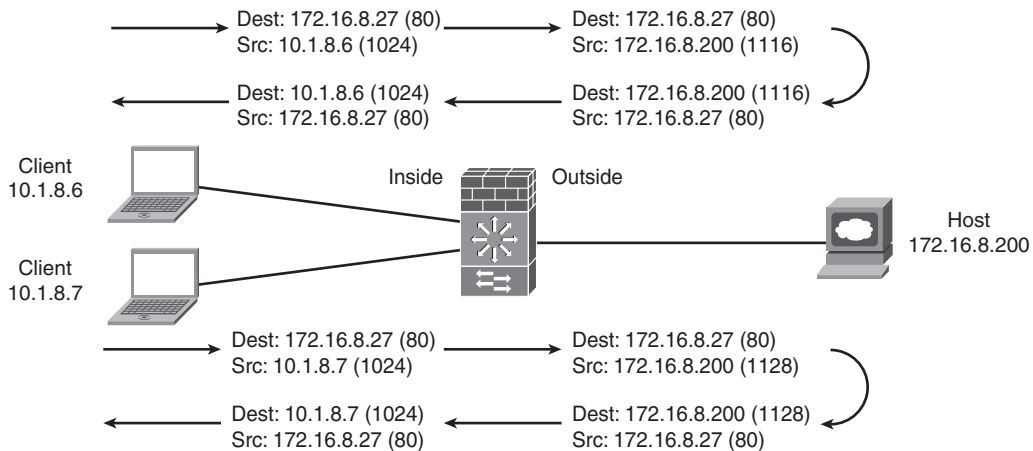 Dest: 172.16.8.27 (80)
Src: 10.1.8.6 (1024)
Dest: 172.16.8.27 (80)
Src: 172.16.8.200 (1116)
Dest: 10.1.8.6 (1024)
Src: 172.16.8.27 (80)
Dest: 172.16.8.200 (1116)
Src: 172.16.8.27 (80)
Client
10.1.8.6
Inside
Outside
Host
172.16.8.200
Client
10.1.8.7
Dest: 172.16.8.27 (80)
Src: 10.1.8.7 (1024)
Dest: 172.16.8.27 (80)
Src: 172.16.8.200 (1128)
Dest: 10.1.8.7 (1024)
Src: 172.16.8.27 (80)
Dest: 172.16.8.200 (1128)
Src: 172.16.8.27 (80)